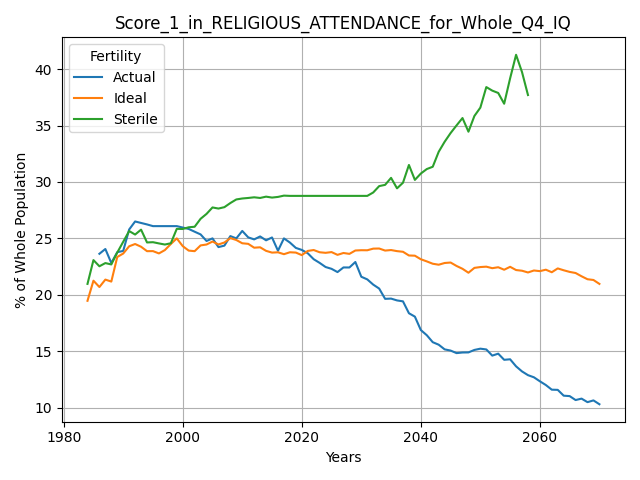 Score_1_in_RELIGIOUS_ATTENDANCE_for_Whole_Q4_IQ
Fertility
Actual
Ideal
Sterile
% of Whole Population
40
35
30
25
20
15
10
1980
2000
2020
2040
2060
Years